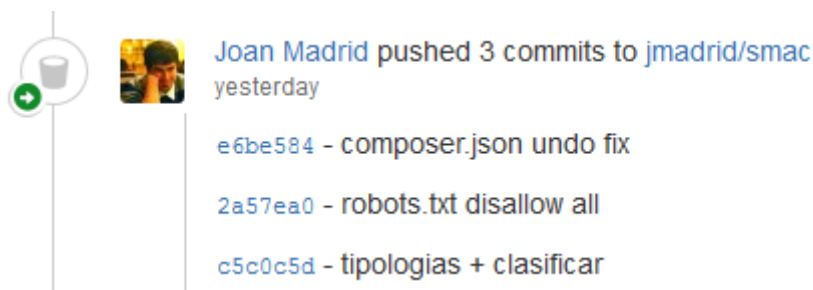 Joan Madrid pushed 3 commits to jmadrid/smac
yesterday
e6be584 - composer.json undo fix
2a57ea0 - robots.txt disallow all
c5c0c5d - tipologias + clasificar